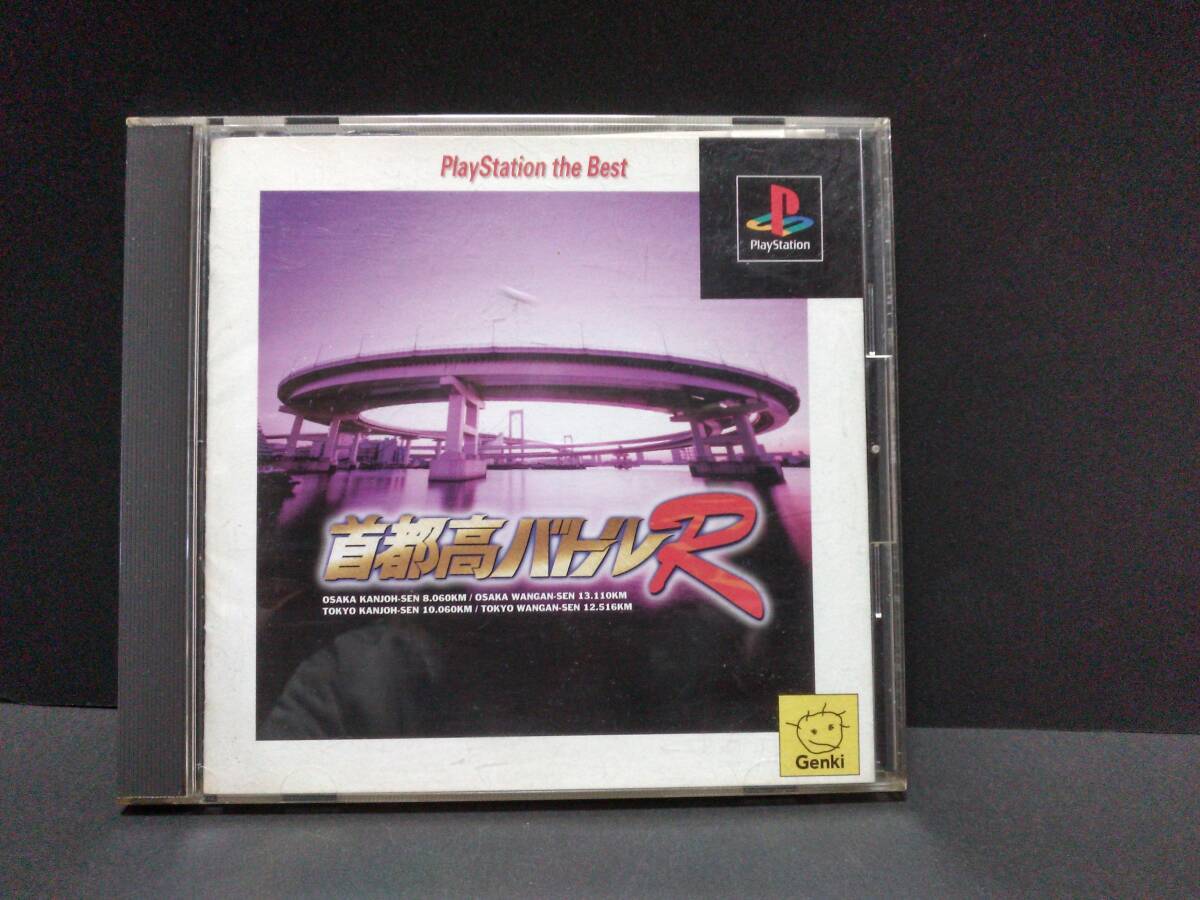 PlayStation the Best
PlayStation
首都高バトルR
OSAKA KANJOH-SEN 8.060KM / OSAKA WANGAN-SEN 13.110KM
TOKYO KANJOH-SEN 10.060KM / TOKYO WANGAN-SEN 12.516KM
Genki